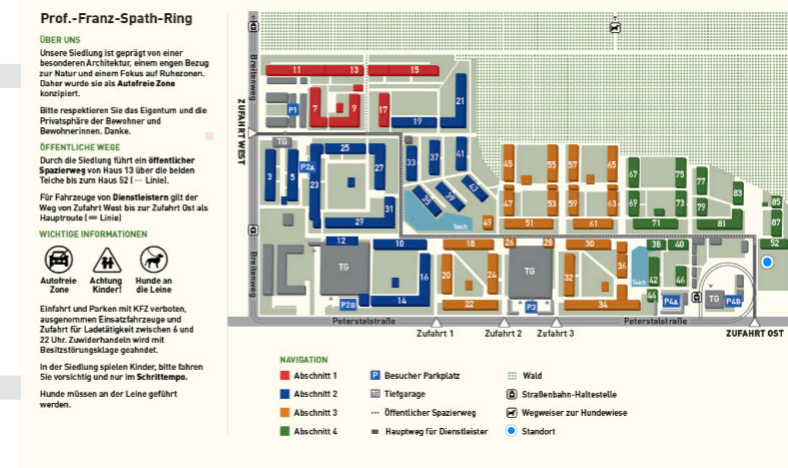 Prof.-Franz-Spath-Ring
ÜBER UNS
Unsere Siedlung ist geprägt von einer
besonderen Architektur, einem engen Bezug
zur Natur und einem Fokus auf Ruhezonen.
Daher wurde sie als Autofreie Zone
konzipiert.
Bitte respektieren Sie das Eigentum und die
Privatsphäre der Bewohner und
Bewohnerinnen. Danke.
ÖFFENTLICHE WEGE
Durch die Siedlung führt ein öffentlicher
Spazierweg von Haus 13 über die beiden
Teiche bis zum Haus 52 (··· Linie).
Für Fahrzeuge von Dienstleistern gilt der
Weg von Zufahrt West bis zur Zufahrt Ost als
Hauptroute (═ Linie)
WICHTIGE INFORMATIONEN
Autofreie Zone
Achtung Kinder!
Hunde an die Leine
Einfahrt und Parken mit KFZ verboten,
ausgenommen Einsatzfahrzeuge und
Zufahrt für Ladetätigkeit zwischen 6 und
22 Uhr. Zuwiderhandeln wird mit
Besitzstörungsklage geahndet.
In der Siedlung spielen Kinder, bitte fahren
Sie vorsichtig und nur im Schrittempo.
Hunde müssen an der Leine geführt
werden.
Breitenweg
ZUFAHRT WEST
Breitenweg
11 13 15
7 9 17 19 21
P1
TG
P2A
3 5 23 25 27 29 31
33 37 41
35 39 43
Teich
45 55 57 65
47 53 59 63
49 51 61
67 75 77 83
69 73 79 85
71 81 87
12 10 18 26 28 30 38 40 52
TG 16 20 24 TG 32 36 Teich 42 46
P2B 14 22 P3 34 44 P4A TG P4B
Peterstalstraße
Peterstalstraße
Zufahrt 1
Zufahrt 2
Zufahrt 3
ZUFAHRT OST
NAVIGATION
Abschnitt 1
Abschnitt 2
Abschnitt 3
Abschnitt 4
P Besucher Parkplatz
TG Tiefgarage
Öffentlicher Spazierweg
Hauptweg für Dienstleister
Wald
Straßenbahn-Haltestelle
Wegweiser zur Hundewiese
Standort